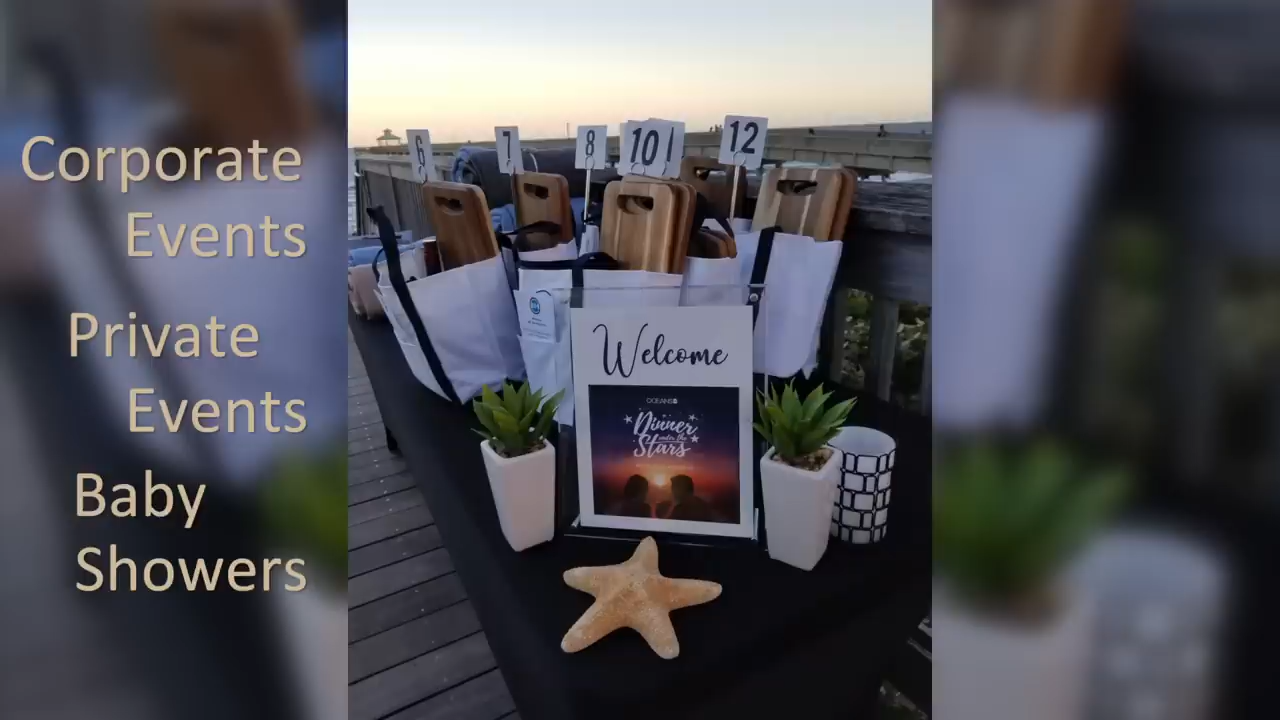 Corporate
Events
Private
Events
Baby
Showers
6
7
8
10
12
Welcome
OCEANS
Dinner
under the
Stars